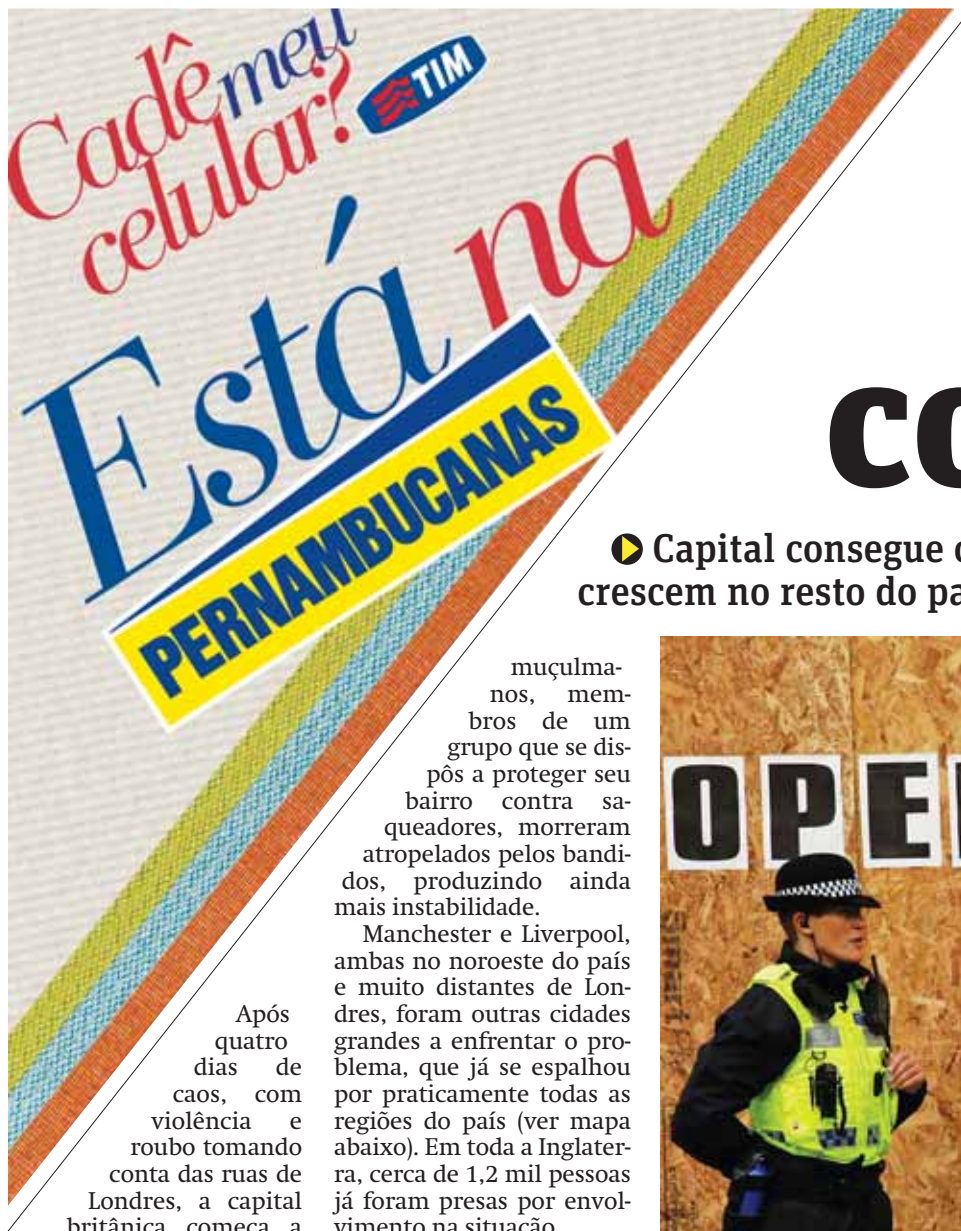 Cadê meu
celular?
TIM
Está na
PERNAMBUCANAS
co
Capital consegue
crescem no resto do pa
Após
quatro
dias de
caos, com
violência e
roubo tomando
conta das ruas de
Londres, a capital
britânica começa a
muçulma-
nos, mem-
bros de um
grupo que se dis-
pôs a proteger seu
bairro contra sa-
queadores, morreram
atropelados pelos bandi-
dos, produzindo ainda
mais instabilidade.
Manchester e Liverpool,
ambas no noroeste do país
e muito distantes de Lon-
dres, foram outras cidades
grandes a enfrentar o pro-
blema, que já se espalhou
por praticamente todas as
regiões do país (ver mapa
abaixo). Em toda a Inglater-
ra, cerca de 1,2 mil pessoas
já foram presas por envol-
vimento na situação
OPE